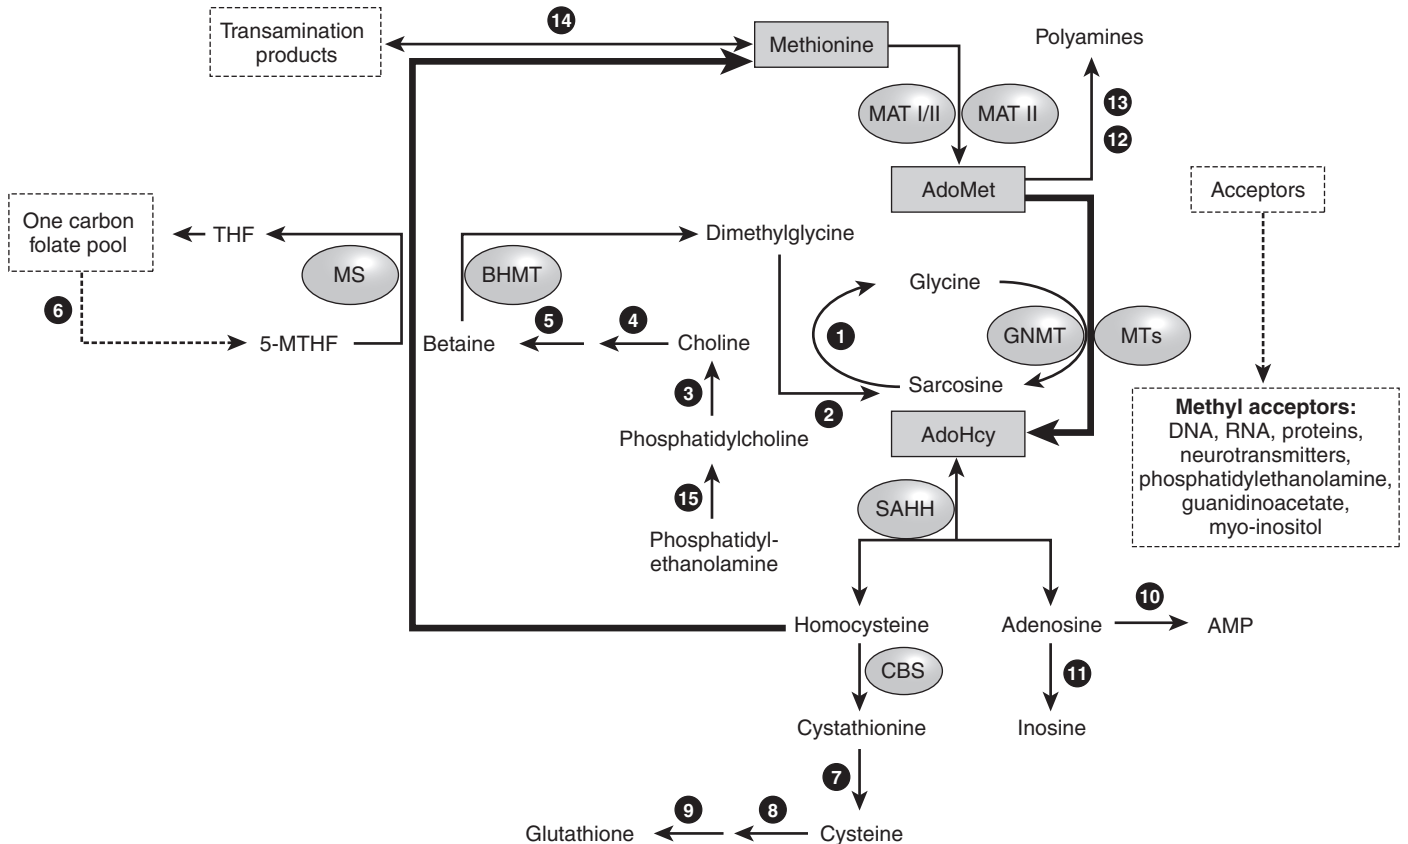 14
Transamination
products
Methionine
Polyamines
MAT I/II
MAT II
13
12
AdoMet
Acceptors
One carbon
folate pool
THF
MS
BHMT
Dimethylglycine
Glycine
6
5-MTHF
Betaine
5
4
Choline
1
GNMT
MTs
3
Sarcosine
2
Phosphatidylcholine
AdoHcy
Methyl acceptors:
DNA, RNA, proteins,
neurotransmitters,
phosphatidylethanolamine,
guanidinoacetate,
myo-inositol
15
SAHH
Phosphatidyl-
ethanolamine
Homocysteine
Adenosine
10
AMP
CBS
11
Cystathionine
Inosine
7
Glutathione
9
8
Cysteine